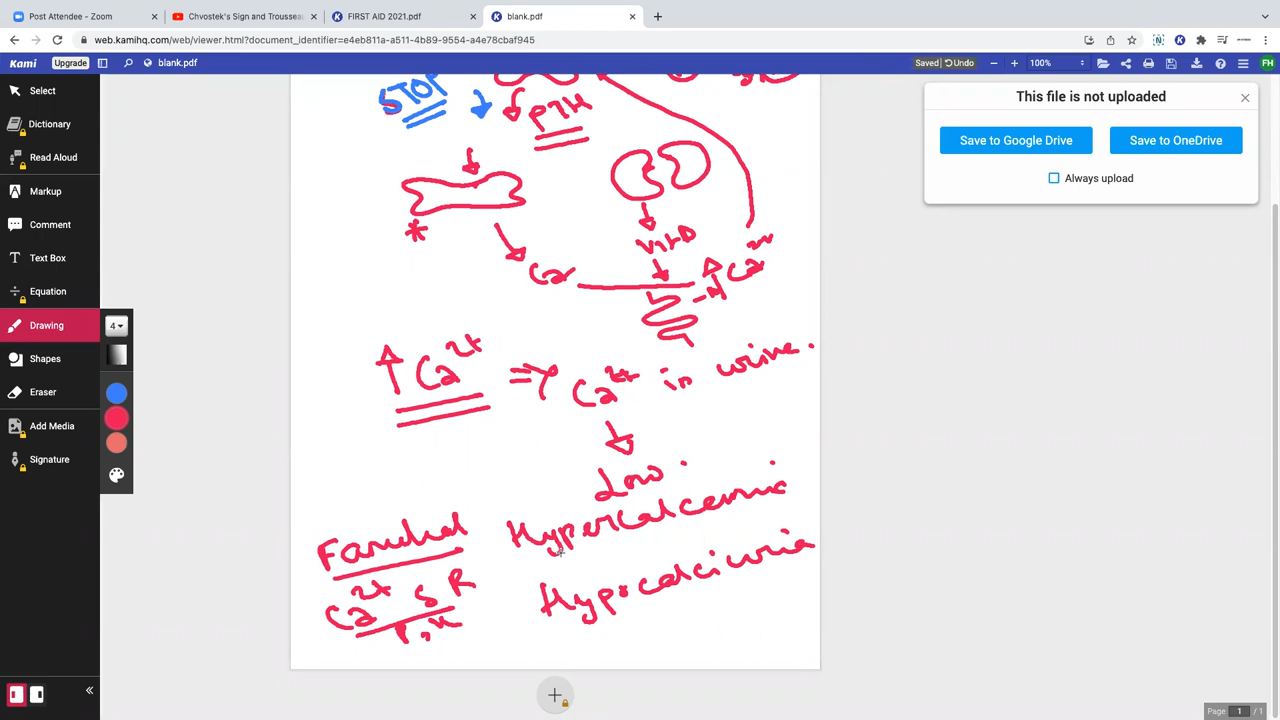 Post Attendee - Zoom
Chvostek's Sign and Trousseau
FIRST AID 2021.pdf
blank.pdf
web.kamihq.com/web/viewer.html?document_identifier=e4eb811a-a511-4b89-9554-a4e78cbaf945
Kami
Upgrade
blank.pdf
Saved
Undo
100%
FH
Select
Dictionary
Read Aloud
Markup
Comment
Text Box
Equation
Drawing
Shapes
Eraser
Add Media
Signature
4
This file is not uploaded
Save to Google Drive
Save to OneDrive
Always upload
STOP
PTH
Vit D
Ca
Ca2+
↑ Ca2+ => Ca2+ in urine.
Low
Familial Hypercalcemic
Hypocalciuria
Ca2+ S R
Page 1 / 1